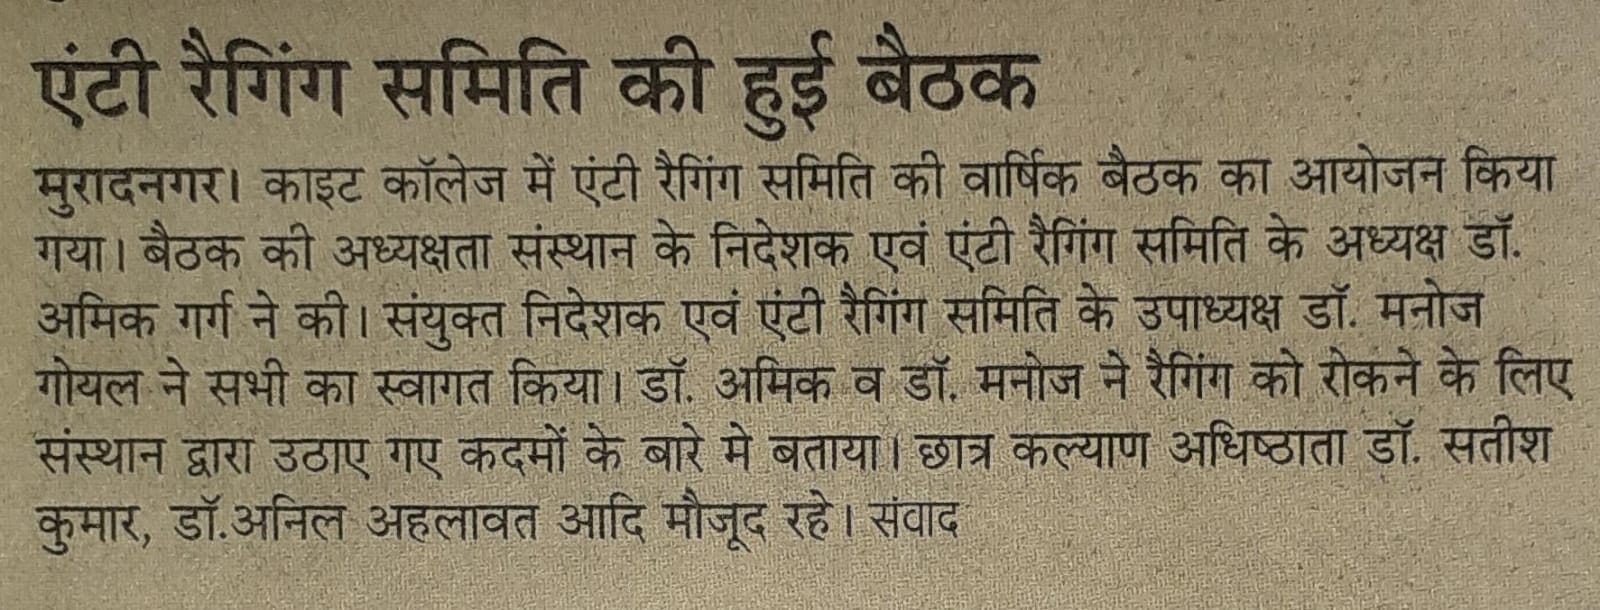 एंटी रैगिंग समिति की हुई बैठक
मुरादनगर। काइट कॉलेज में एंटी रैगिंग समिति की वार्षिक बैठक का आयोजन किया
गया। बैठक की अध्यक्षता संस्थान के निदेशक एवं एंटी रैगिंग समिति के अध्यक्ष डॉ.
अमिक गर्ग ने की। संयुक्त निदेशक एवं एंटी रैगिंग समिति के उपाध्यक्ष डॉ. मनोज
गोयल ने सभी का स्वागत किया। डॉ. अमिक व डॉ. मनोज ने रैगिंग को रोकने के लिए
संस्थान द्वारा उठाए गए कदमों के बारे मे बताया। छात्र कल्याण अधिष्ठाता डॉ. सतीश
कुमार, डॉ.अनिल अहलावत आदि मौजूद रहे। संवाद